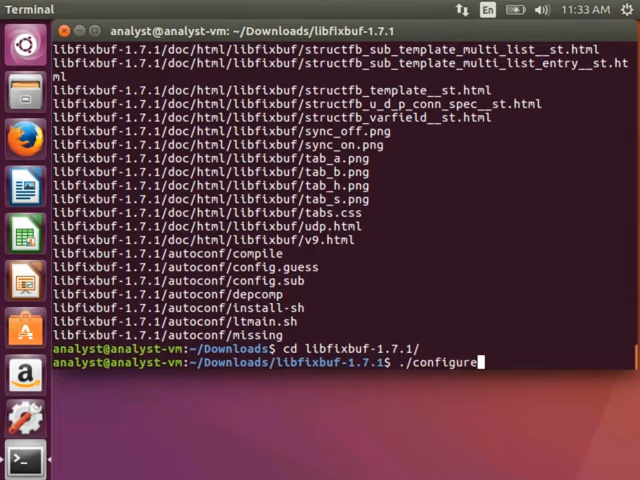 Terminal
En
11:33 AM
analyst@analyst-vm: ~/Downloads/libfixbuf-1.7.1
libfixbuf-1.7.1/doc/html/libfixbuf/structfb_sub_template_multi_list__st.html
libfixbuf-1.7.1/doc/html/libfixbuf/structfb_sub_template_multi_list_entry__st.ht
ml
libfixbuf-1.7.1/doc/html/libfixbuf/structfb_template__st.html
libfixbuf-1.7.1/doc/html/libfixbuf/structfb_u_d_p_conn_spec__st.html
libfixbuf-1.7.1/doc/html/libfixbuf/structfb_varfield__st.html
libfixbuf-1.7.1/doc/html/libfixbuf/sync_off.png
libfixbuf-1.7.1/doc/html/libfixbuf/sync_on.png
libfixbuf-1.7.1/doc/html/libfixbuf/tab_a.png
libfixbuf-1.7.1/doc/html/libfixbuf/tab_b.png
libfixbuf-1.7.1/doc/html/libfixbuf/tab_h.png
libfixbuf-1.7.1/doc/html/libfixbuf/tab_s.png
libfixbuf-1.7.1/doc/html/libfixbuf/tabs.css
libfixbuf-1.7.1/doc/html/libfixbuf/udp.html
libfixbuf-1.7.1/doc/html/libfixbuf/v9.html
libfixbuf-1.7.1/autoconf/compile
libfixbuf-1.7.1/autoconf/config.guess
libfixbuf-1.7.1/autoconf/config.sub
libfixbuf-1.7.1/autoconf/depcomp
libfixbuf-1.7.1/autoconf/install-sh
libfixbuf-1.7.1/autoconf/ltmain.sh
libfixbuf-1.7.1/autoconf/missing
analyst@analyst-vm:~/Downloads$ cd libfixbuf-1.7.1/
analyst@analyst-vm:~/Downloads/libfixbuf-1.7.1$ ./configure